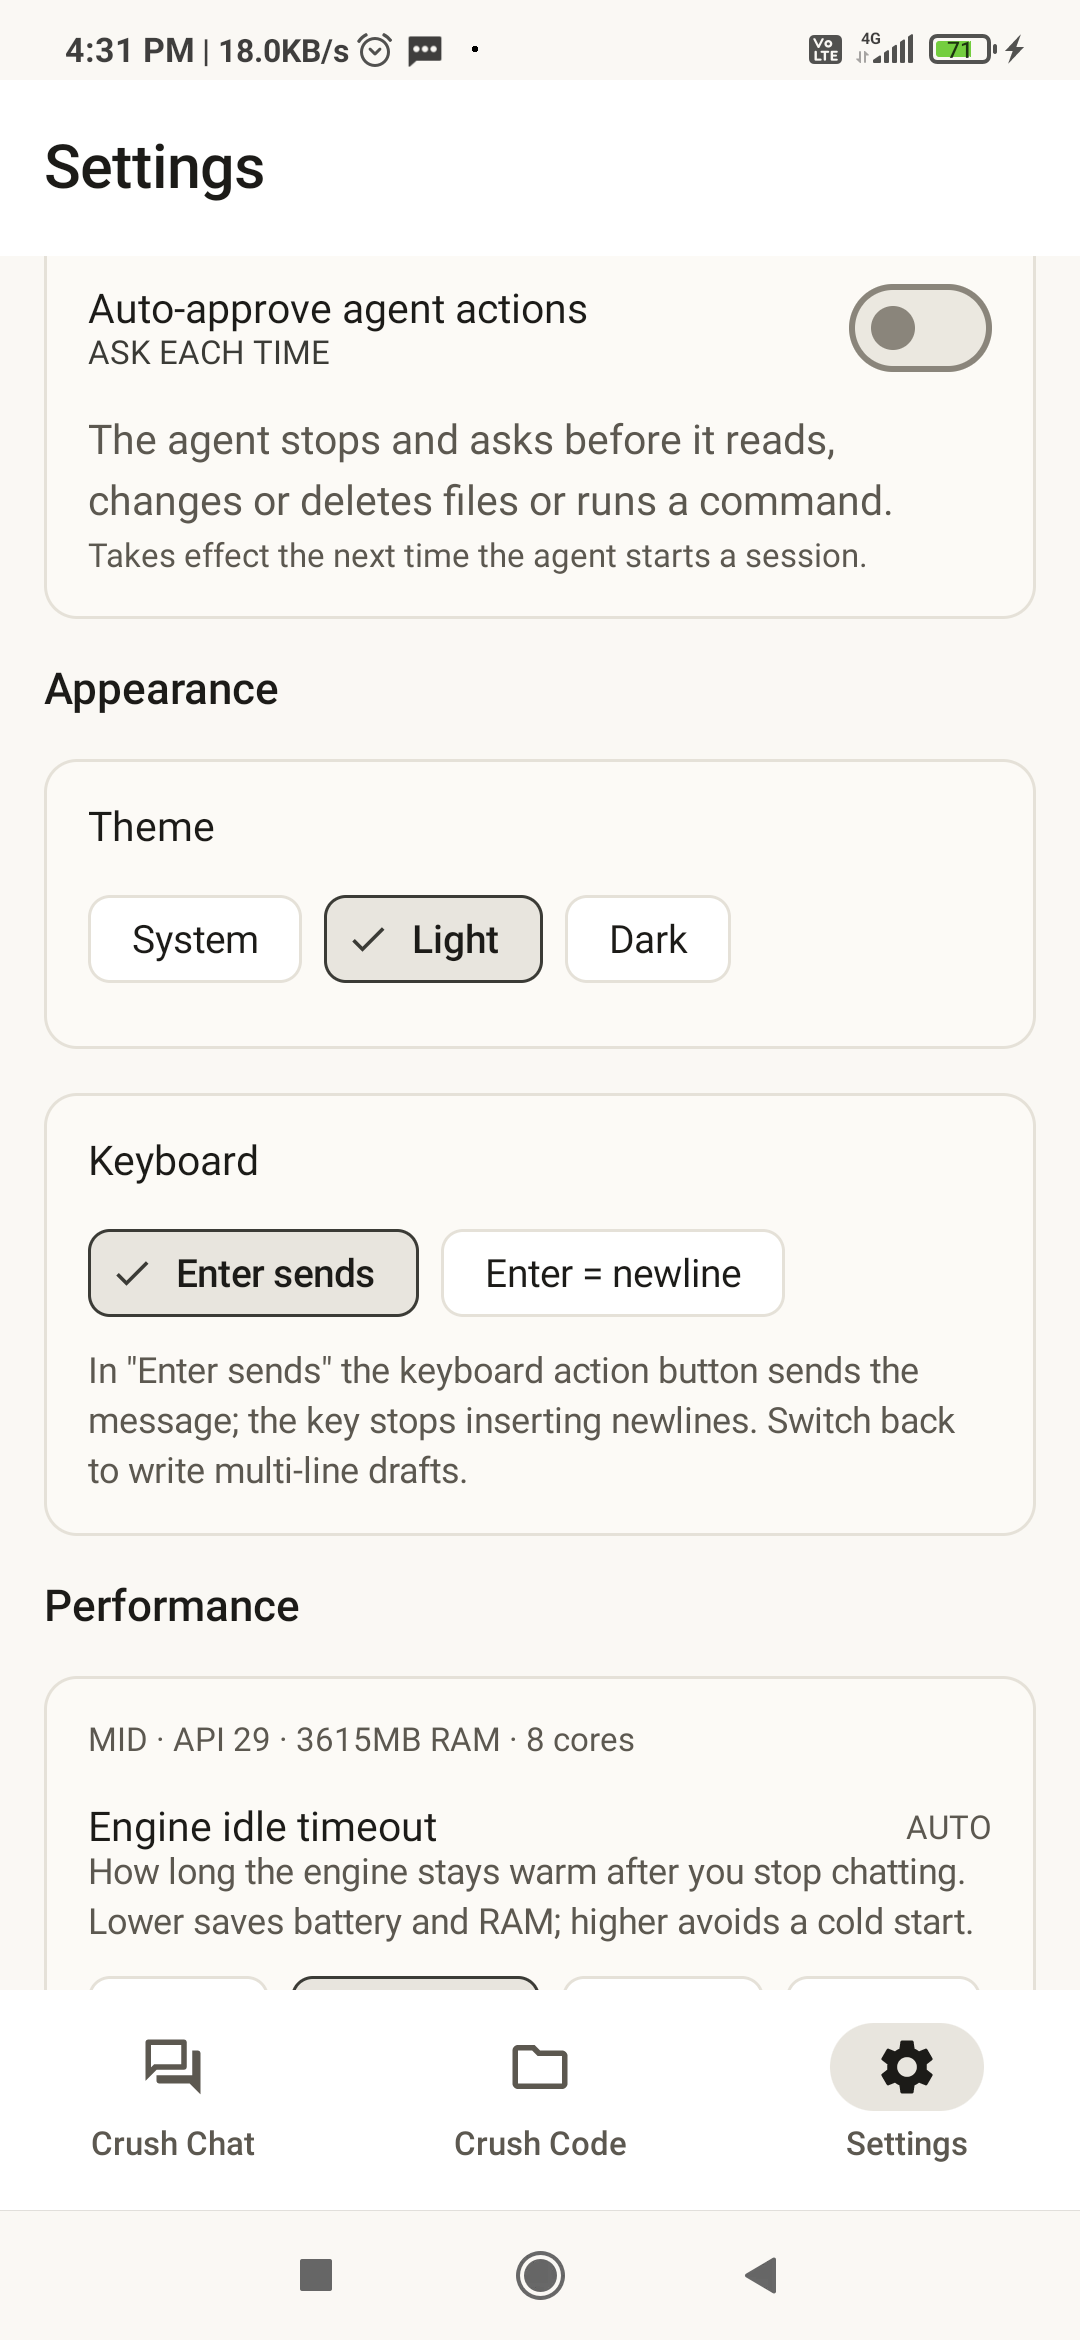 4:31 PM | 18.0KB/s
Vo LTE 4G 71
Settings
Auto-approve agent actions
ASK EACH TIME
The agent stops and asks before it reads,
changes or deletes files or runs a command.
Takes effect the next time the agent starts a session.
Appearance
Theme
System Light Dark
Keyboard
Enter sends Enter = newline
In "Enter sends" the keyboard action button sends the
message; the key stops inserting newlines. Switch back
to write multi-line drafts.
Performance
MID · API 29 · 3615MB RAM · 8 cores
Engine idle timeout AUTO
How long the engine stays warm after you stop chatting.
Lower saves battery and RAM; higher avoids a cold start.
Crush Chat Crush Code Settings